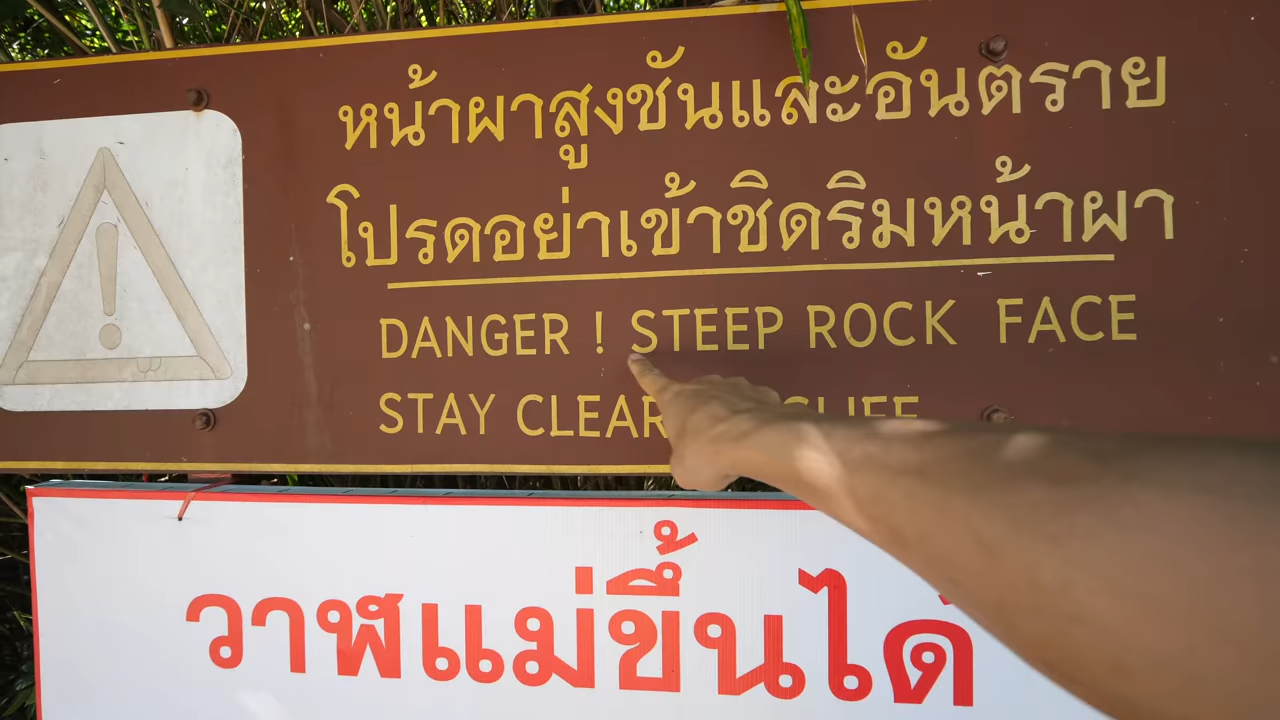 หน้าผาสูงชันและอันตราย
โปรดอย่าเข้าชิดริมหน้าผา
DANGER ! STEEP ROCK FACE
STAY CLEAR CLIFF
วาฬแม่ขึ้นได้